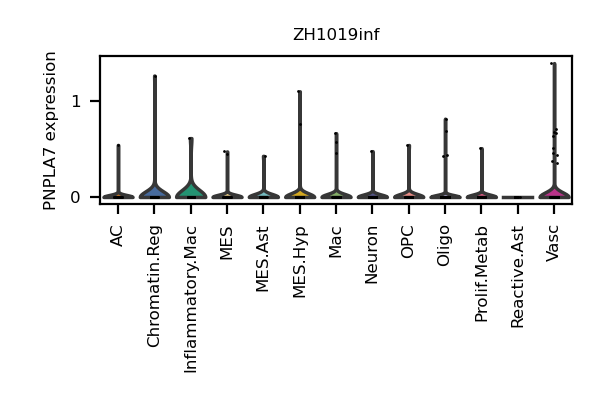 ZH1019inf
PNPLA7 expression
1
0
AC
Chromatin.Reg
Inflammatory.Mac
MES
MES.Ast
MES.Hyp
Mac
Neuron
OPC
Oligo
Prolif.Metab
Reactive.Ast
Vasc